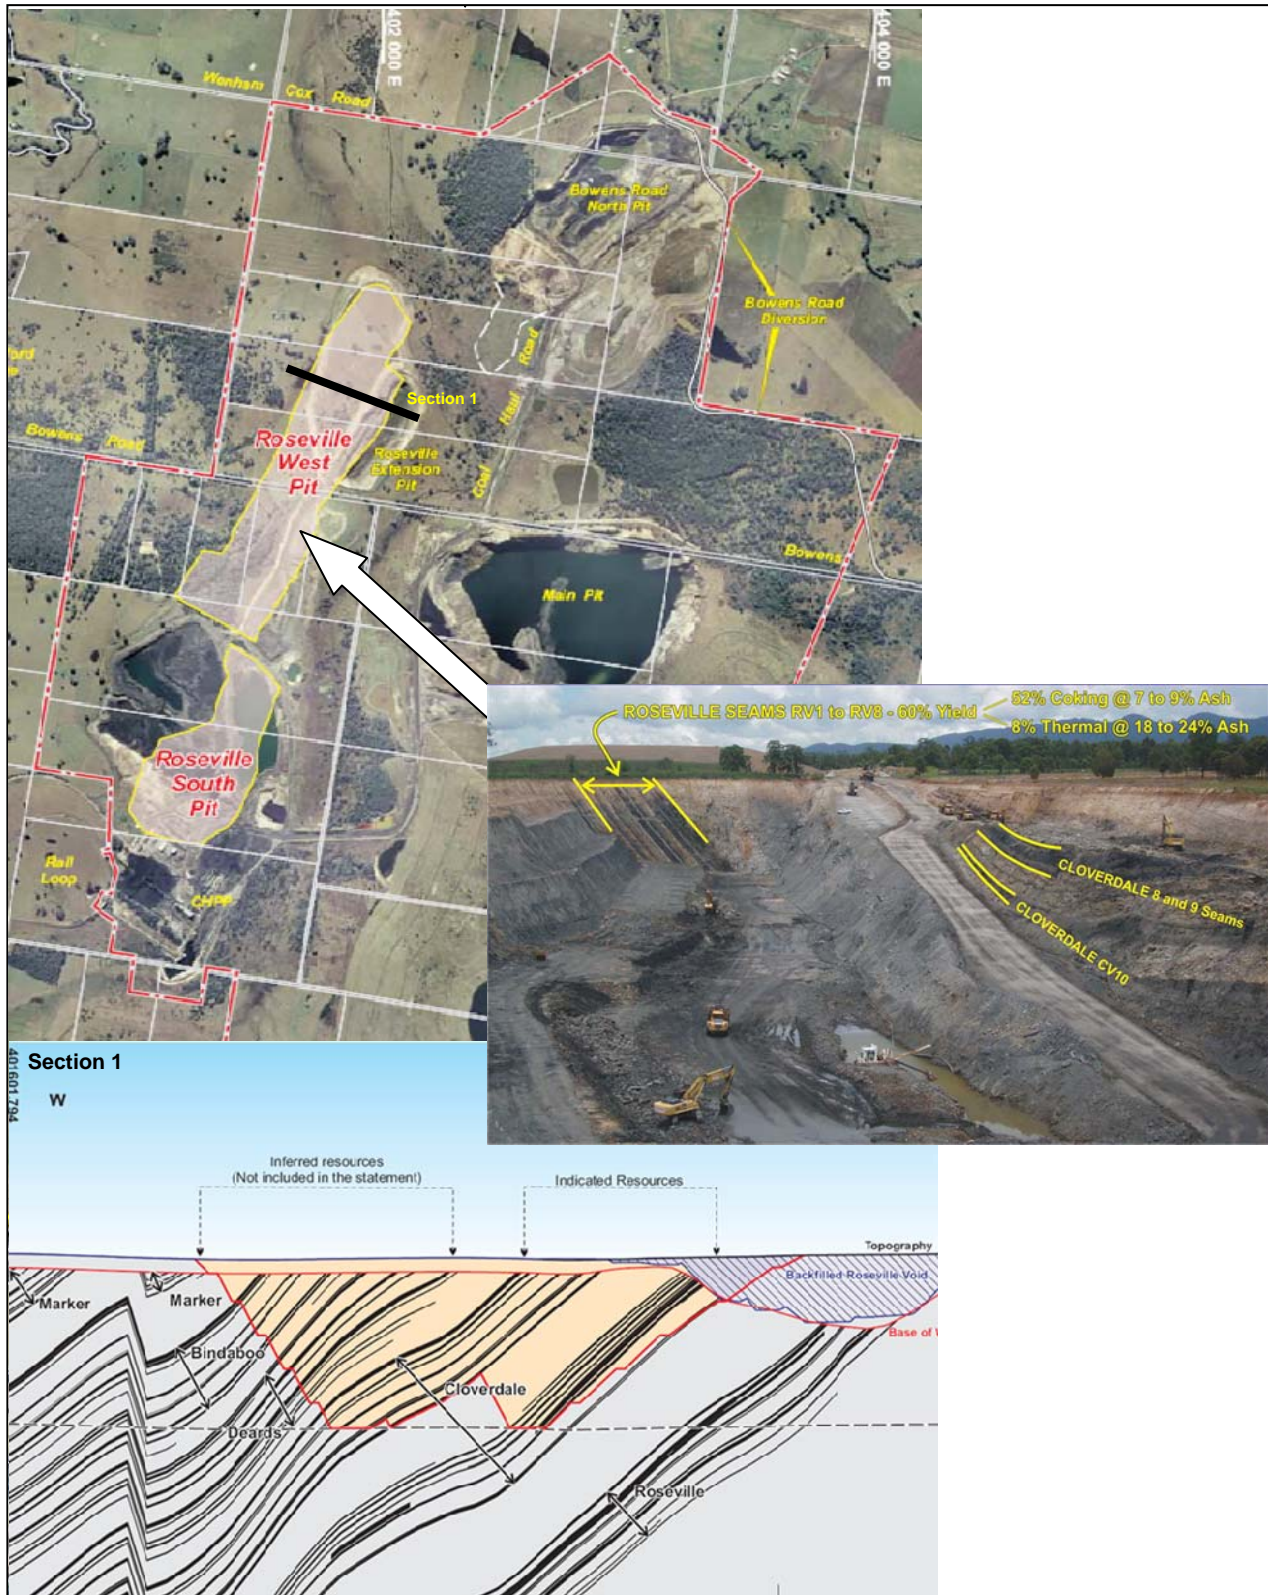 402 000 E
404 000 E
Wenham Cox Road
Bowens Road
North Pit
Bowens Road
Diversion
Coal Haul Road
Section 1
Bowens Road
Roseville
West
Pit
Roseville
Extension
Pit
Bowens
Main Pit
Roseville
South
Pit
Rail
Loop
CHPP
ROSEVILLE SEAMS RV1 to RV8 - 60% Yield
52% Coking @ 7 to 9% Ash
8% Thermal @ 18 to 24% Ash
CLOVERDALE 8 and 9 Seams
CLOVERDALE CV10
401601.794
Section 1
W
Inferred resources
(Not included in the statement)
Indicated Resources
Topography
Backfilled Roseville Void
Base of
Marker
Marker
Bindaboo
Deards
Cloverdale
Roseville